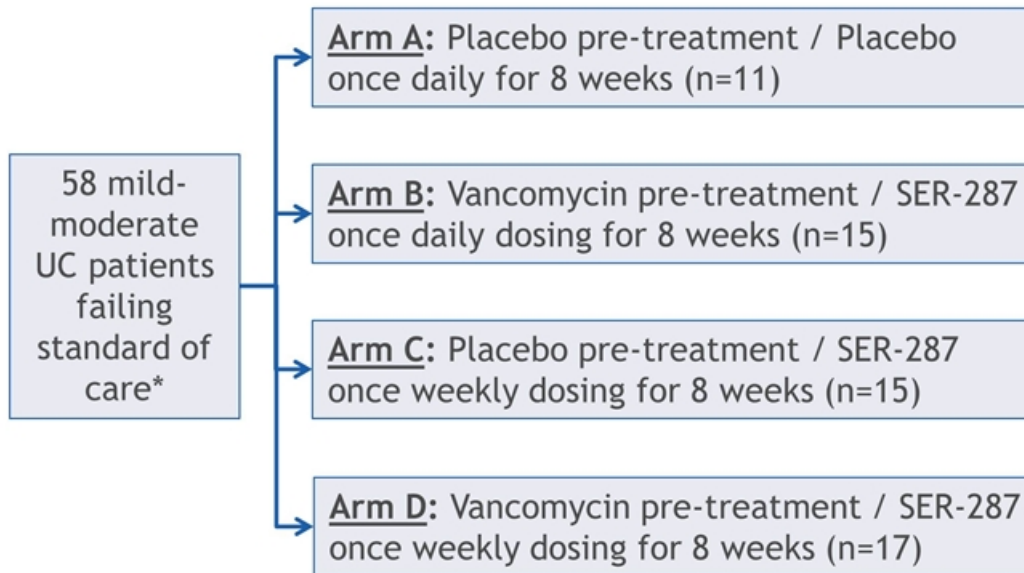 58 mild-
moderate
UC patients
failing
standard of
care*
Arm A: Placebo pre-treatment / Placebo
once daily for 8 weeks (n=11)
Arm B: Vancomycin pre-treatment / SER-287
once daily dosing for 8 weeks (n=15)
Arm C: Placebo pre-treatment / SER-287
once weekly dosing for 8 weeks (n=15)
Arm D: Vancomycin pre-treatment / SER-287
once weekly dosing for 8 weeks (n=17)